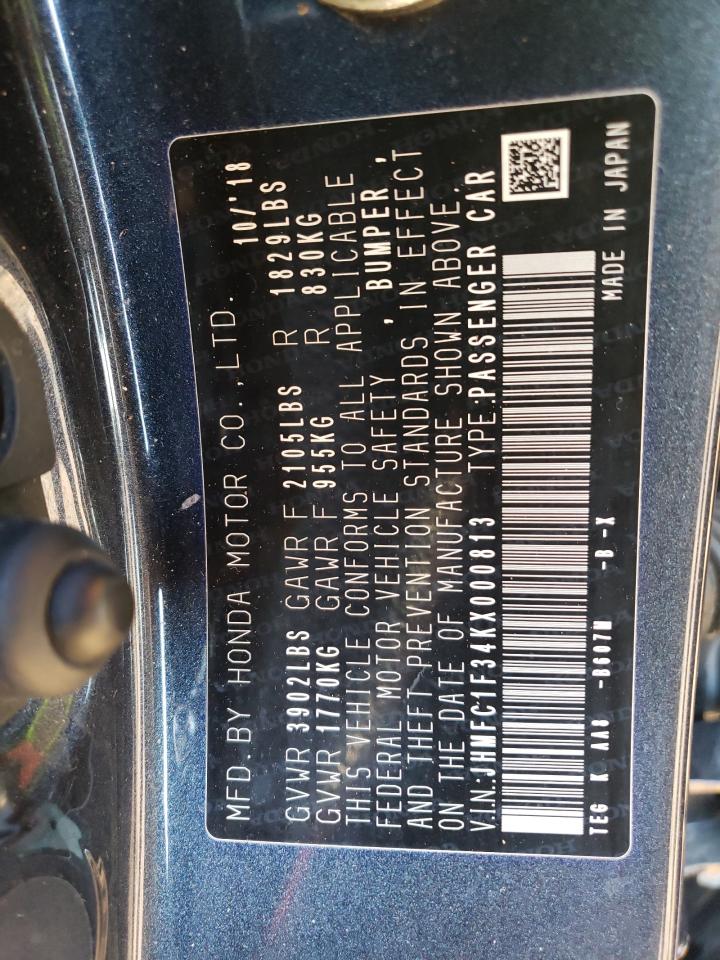 MFD. BY HONDA MOTOR CO., LTD. 10/'18
GVWR 3902LBS GAWR F 2105LBS R 1829LBS
GVWR 1770KG GAWR F 955KG R 830KG
THIS VEHICLE CONFORMS TO ALL APPLICABLE
FEDERAL MOTOR VEHICLE SAFETY , BUMPER,
AND THEFT PREVENTION STANDARDS IN EFFECT
ON THE DATE OF MANUFACTURE SHOWN ABOVE.
V.I.N.:JHMFC1F34KX000813 TYPE:PASSENGER CAR
TEG K AA8 -B607M -B -X MADE IN JAPAN